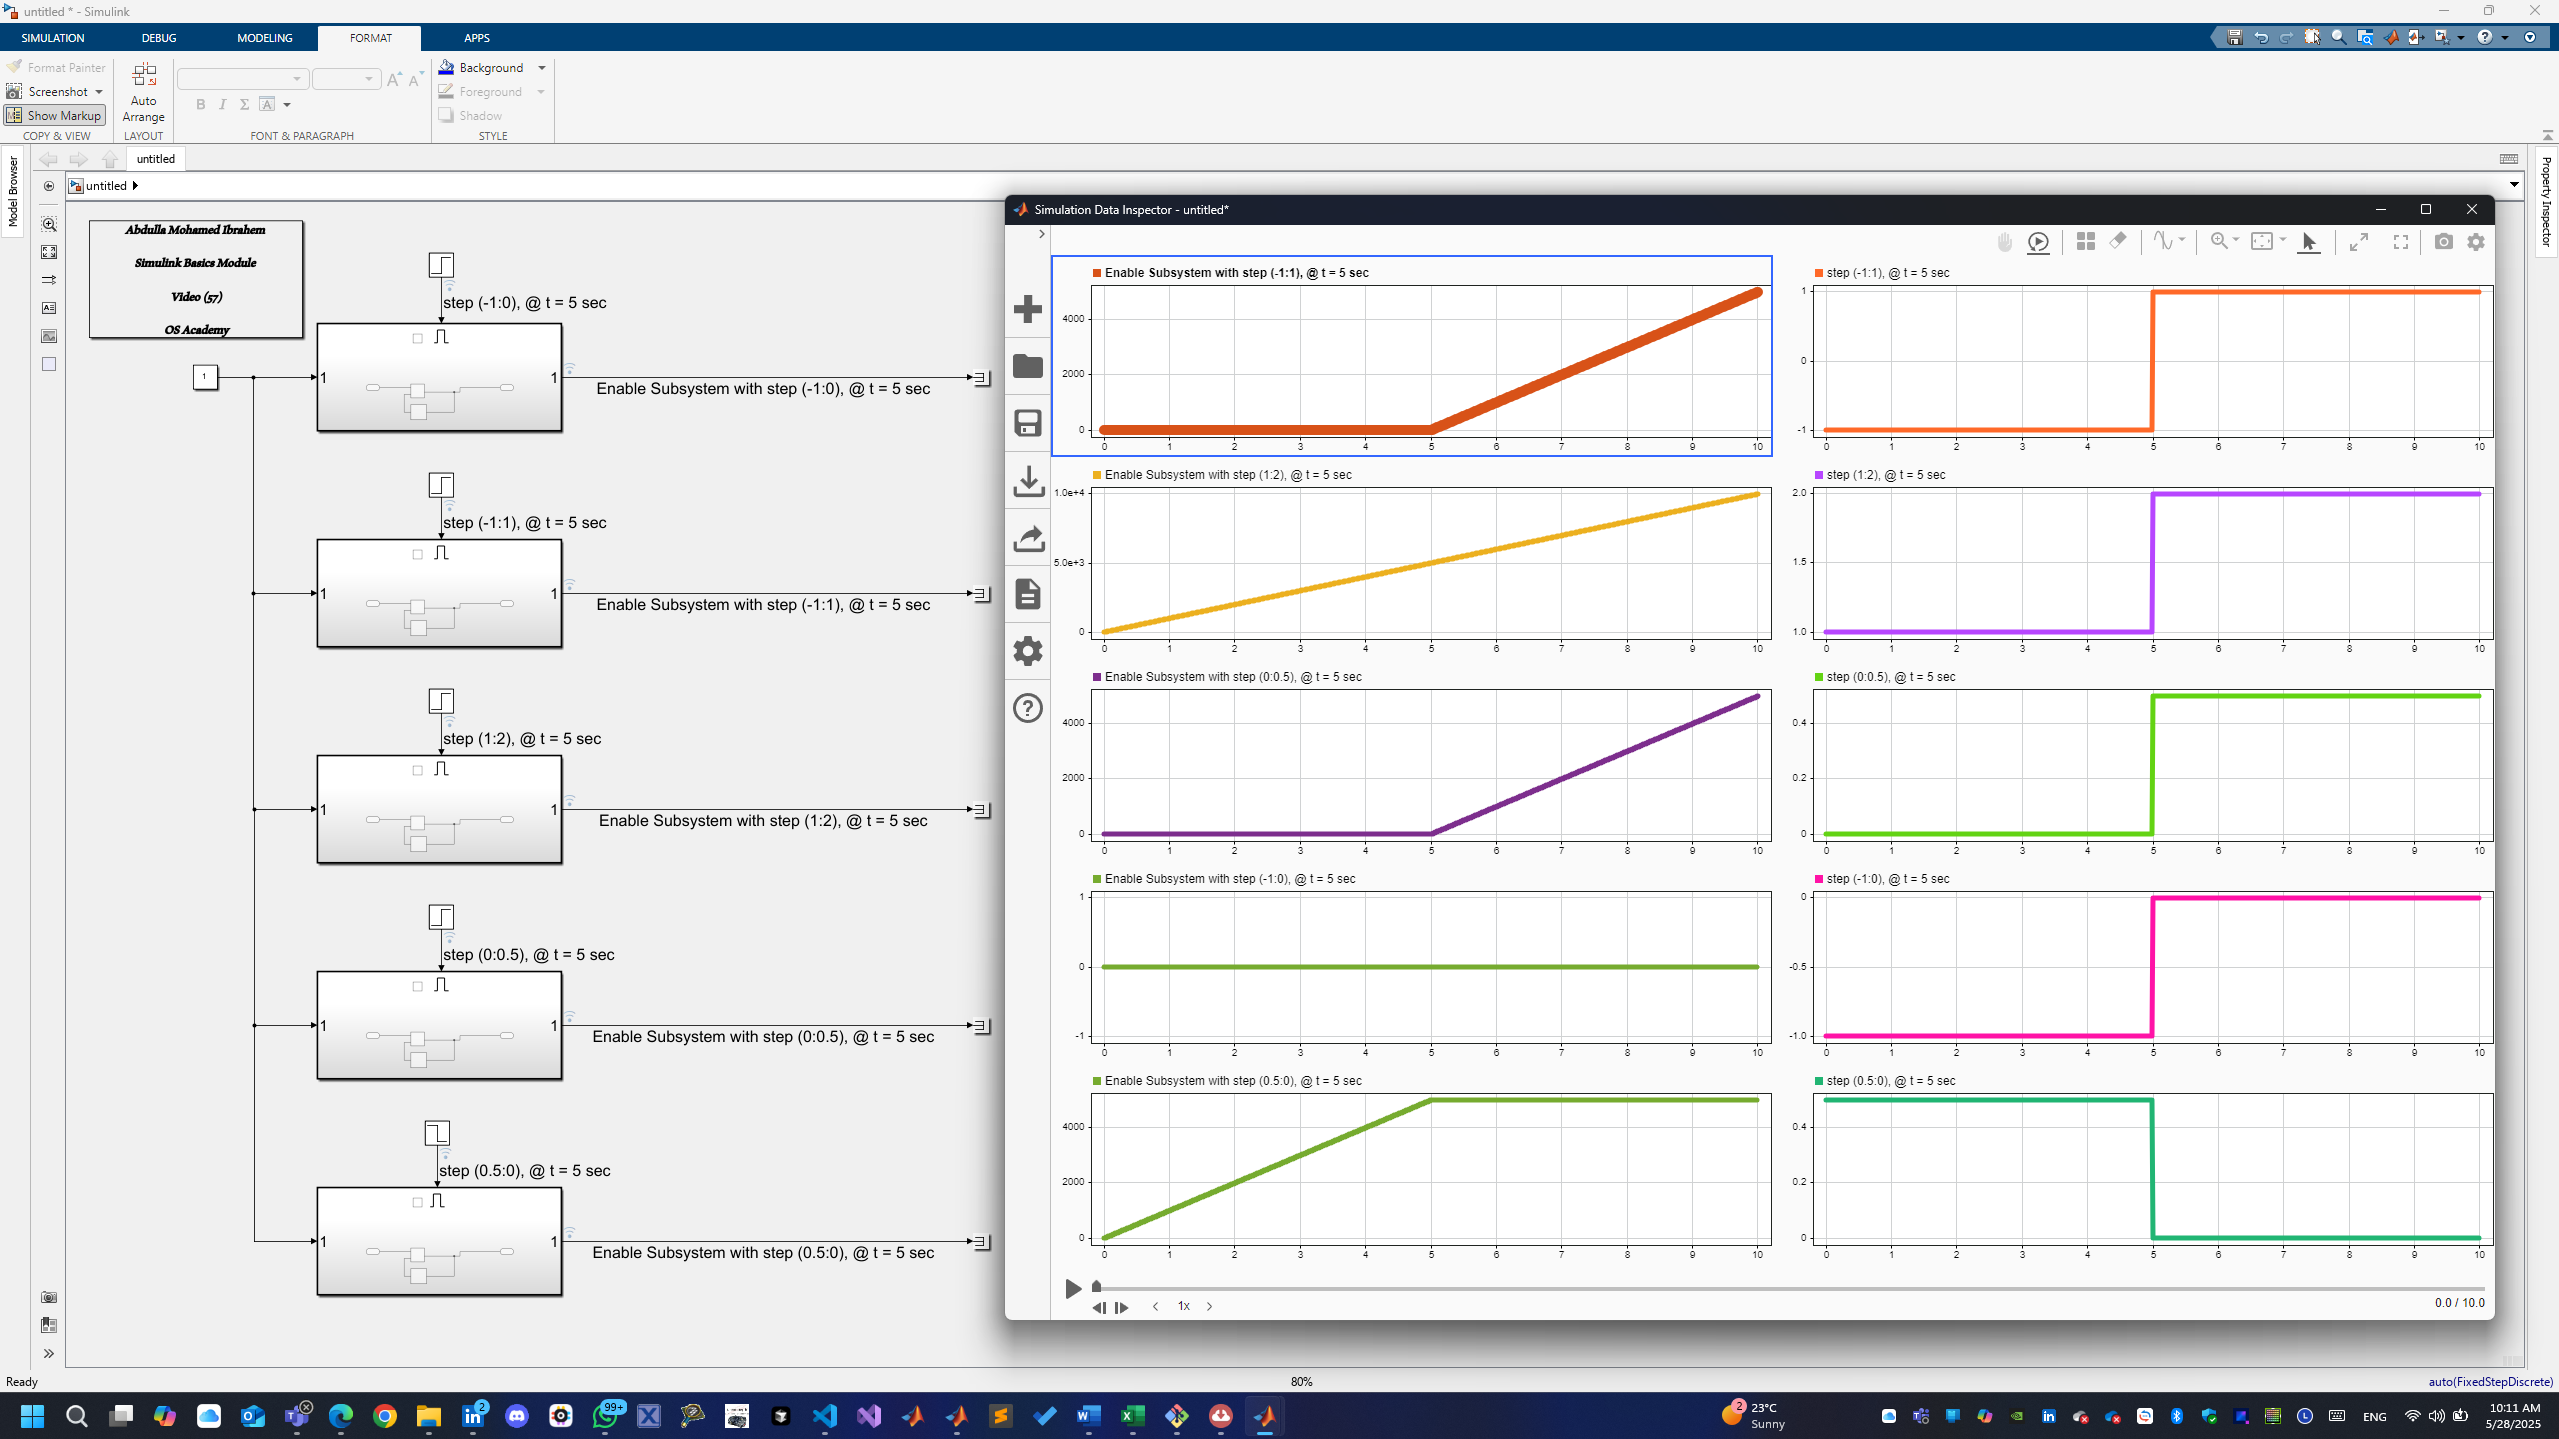 untitled * - Simulink
SIMULATION
DEBUG
MODELING
FORMAT
APPS
Format Painter
Screenshot
Show Markup
COPY & VIEW
Auto
Arrange
LAYOUT
B I Σ A
FONT & PARAGRAPH
Background
Foreground
Shadow
STYLE
Model Browser
untitled
untitled
Property Inspector
Abdulla Mohamed Ibrahem
Simulink Basics Module
Video (57)
OS Academy
1
step (-1:0), @ t = 5 sec
1
1
Enable Subsystem with step (-1:0), @ t = 5 sec
step (-1:1), @ t = 5 sec
1
1
Enable Subsystem with step (-1:1), @ t = 5 sec
step (1:2), @ t = 5 sec
1
1
Enable Subsystem with step (1:2), @ t = 5 sec
step (0:0.5), @ t = 5 sec
1
1
Enable Subsystem with step (0:0.5), @ t = 5 sec
step (0.5:0), @ t = 5 sec
1
1
Enable Subsystem with step (0.5:0), @ t = 5 sec
Simulation Data Inspector - untitled*
Enable Subsystem with step (-1:1), @ t = 5 sec
4000
2000
0
0 1 2 3 4 5 6 7 8 9 10
step (-1:1), @ t = 5 sec
1
0
-1
0 1 2 3 4 5 6 7 8 9 10
Enable Subsystem with step (1:2), @ t = 5 sec
1.0e+4
5.0e+3
0
0 1 2 3 4 5 6 7 8 9 10
step (1:2), @ t = 5 sec
2.0
1.5
1.0
0 1 2 3 4 5 6 7 8 9 10
Enable Subsystem with step (0:0.5), @ t = 5 sec
4000
2000
0
0 1 2 3 4 5 6 7 8 9 10
step (0:0.5), @ t = 5 sec
0.4
0.2
0
0 1 2 3 4 5 6 7 8 9 10
Enable Subsystem with step (-1:0), @ t = 5 sec
1
0
-1
0 1 2 3 4 5 6 7 8 9 10
step (-1:0), @ t = 5 sec
0
-0.5
-1.0
0 1 2 3 4 5 6 7 8 9 10
Enable Subsystem with step (0.5:0), @ t = 5 sec
4000
2000
0
0 1 2 3 4 5 6 7 8 9 10
step (0.5:0), @ t = 5 sec
0.4
0.2
0
0 1 2 3 4 5 6 7 8 9 10
1x
0.0 / 10.0
Ready
80%
auto(FixedStepDiscrete)
2
99+
2
23°C
Sunny
ENG
10:11 AM
5/28/2025